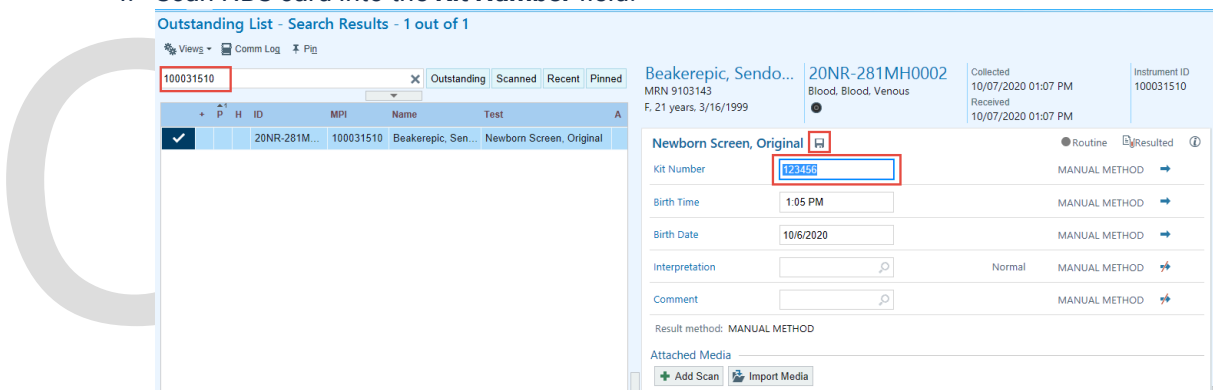 Outstanding List - Search Results - 1 out of 1
Views Comm Log Pin
100031510 Outstanding Scanned Recent Pinned
+ P 1 H ID MPI Name Test A
20NR-281M... 100031510 Beakerepic, Sen... Newborn Screen, Original
Beakerepic, Sendo...
MRN 9103143
F, 21 years, 3/16/1999
20NR-281MH0002
Blood, Blood, Venous
Collected
10/07/2020 01:07 PM
Received
10/07/2020 01:07 PM
Instrument ID
100031510
Newborn Screen, Original Routine Resulted
Kit Number 123456 MANUAL METHOD
Birth Time 1:05 PM MANUAL METHOD
Birth Date 10/6/2020 MANUAL METHOD
Interpretation Normal MANUAL METHOD
Comment MANUAL METHOD
Result method: MANUAL METHOD
Attached Media
Add Scan Import Media